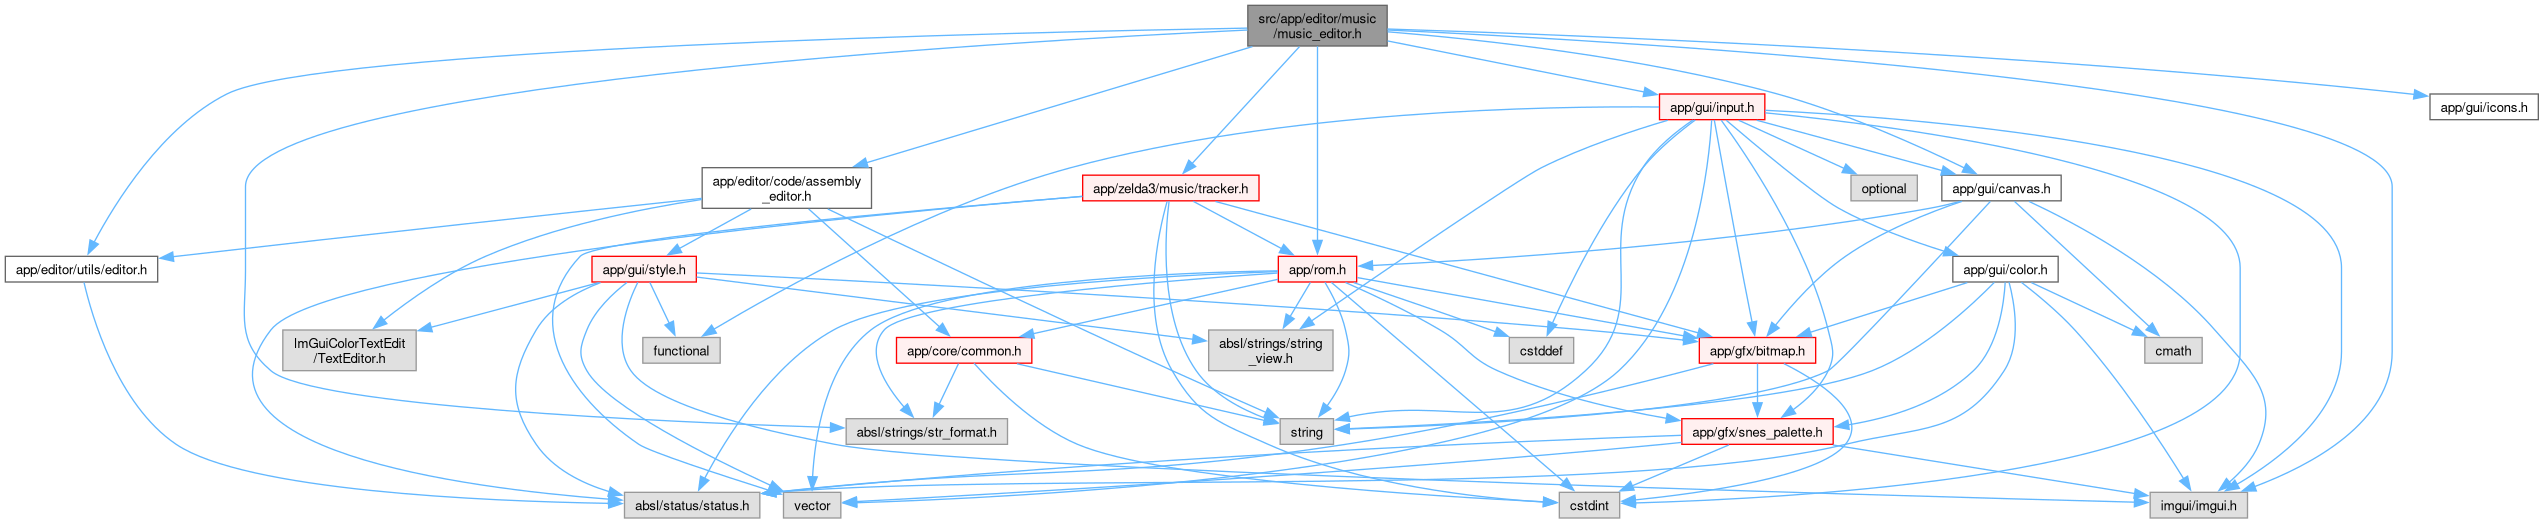 src/app/editor/music
/music_editor.h
app/gui/input.h
app/gui/icons.h
app/editor/code/assembly
_editor.h
app/zelda3/music/tracker.h
optional
app/gui/canvas.h
app/editor/utils/editor.h
app/gui/style.h
app/rom.h
app/gui/color.h
ImGuiColorTextEdit
/TextEditor.h
functional
app/core/common.h
absl/strings/string
_view.h
cstddef
app/gfx/bitmap.h
cmath
absl/strings/str_format.h
string
app/gfx/snes_palette.h
absl/status/status.h
vector
cstdint
imgui/imgui.h